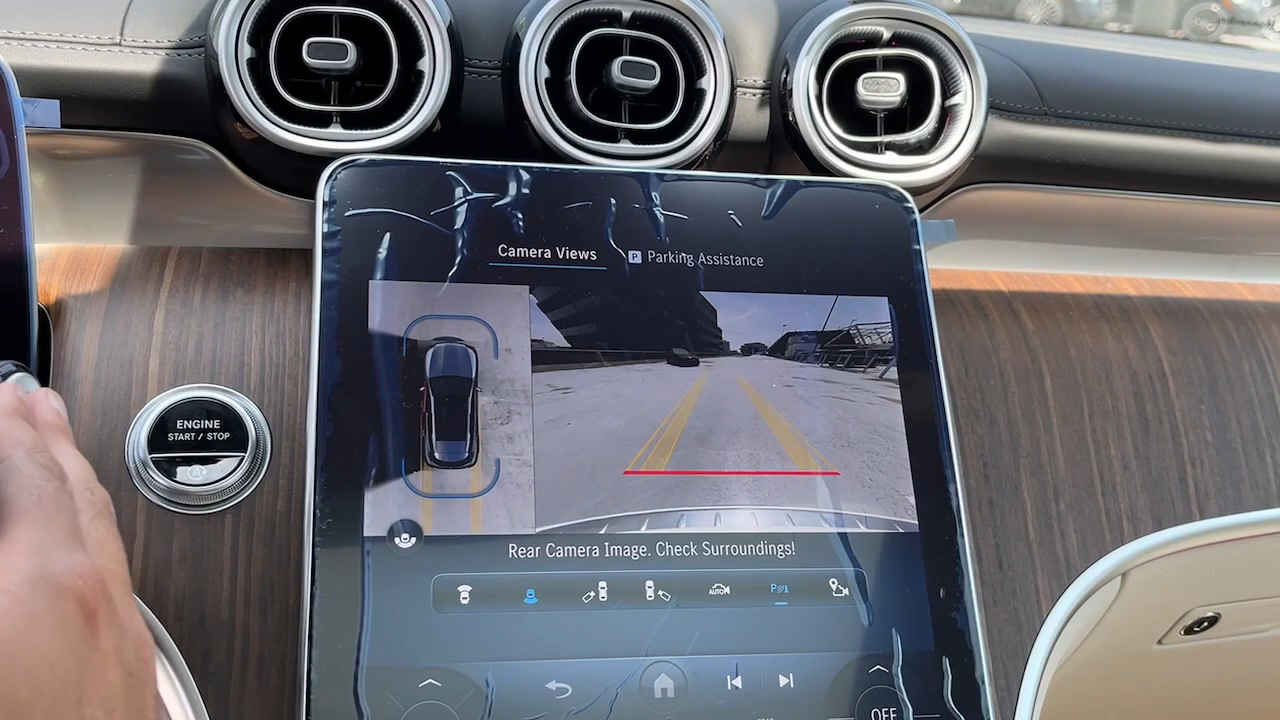 Camera Views
P Parking Assistance
ENGINE
START / STOP
Rear Camera Image. Check Surroundings!
AUTO
P
OFF